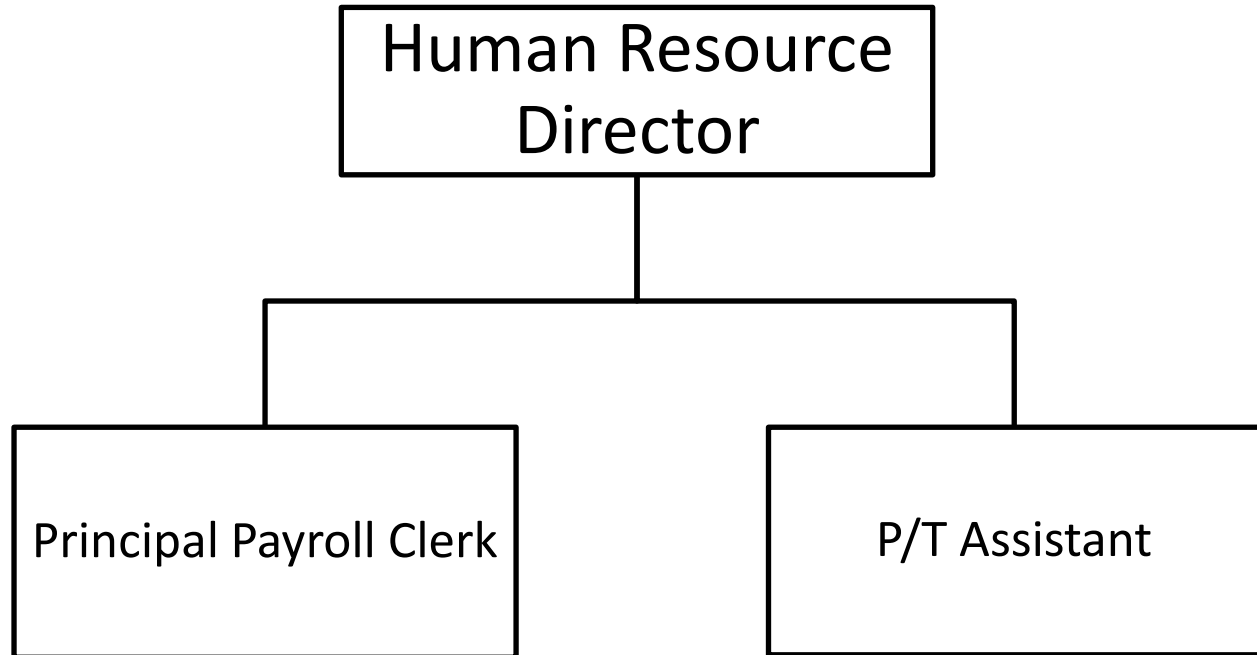 Human Resource
Director
Principal Payroll Clerk
P/T Assistant